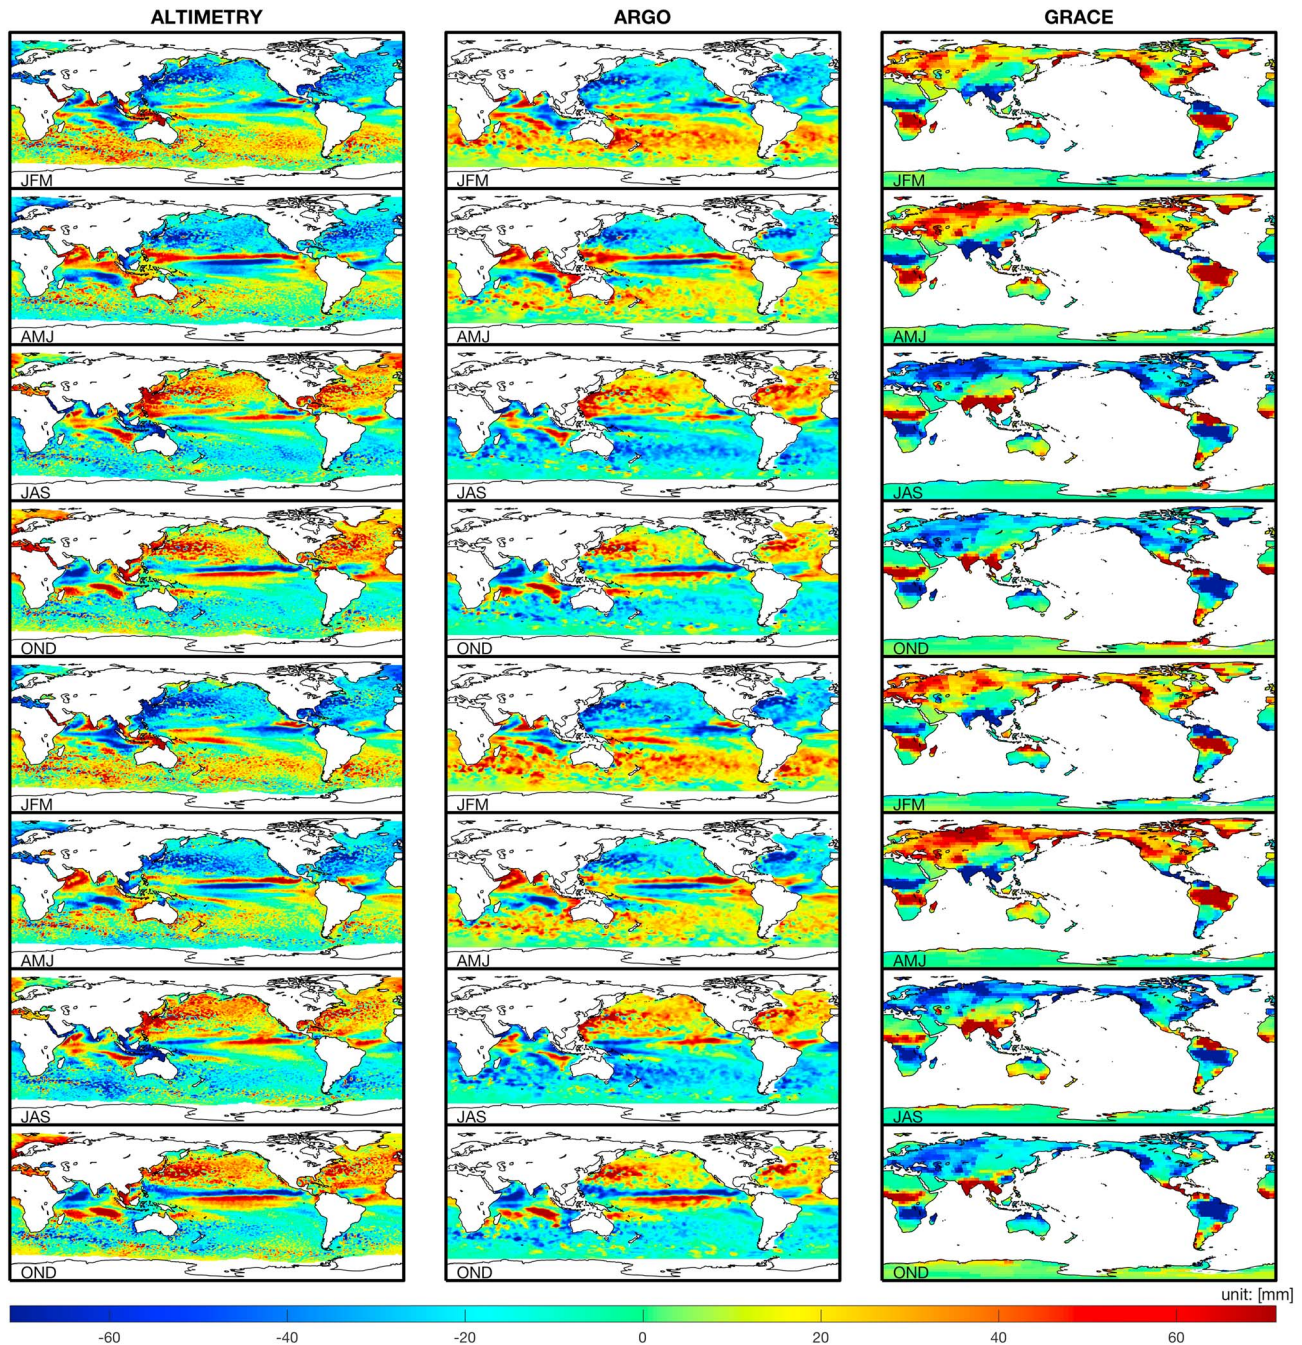 ALTIMETRY ARGO GRACE
JFM JFM JFM
AMJ AMJ AMJ
JAS JAS JAS
OND OND OND
JFM JFM JFM
AMJ AMJ AMJ
JAS JAS JAS
OND OND OND
unit: [mm]
-60 -40 -20 0 20 40 60